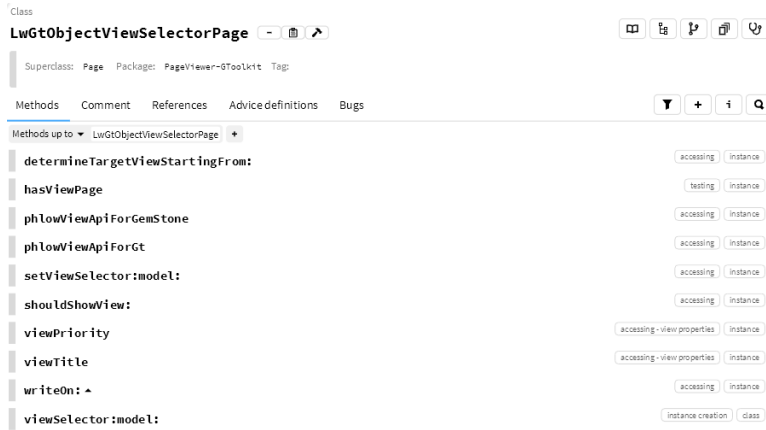 Class
LwGtObjectViewSelectorPage -
Superclass: Page Package: PageViewer-GToolkit Tag:
Methods Comment References Advice definitions Bugs + i
Methods up to LwGtObjectViewSelectorPage +
determineTargetViewStartingFrom: accessing instance
hasViewPage testing instance
phlowViewApiForGemStone accessing instance
phlowViewApiForGt accessing instance
setViewSelector:model: accessing instance
shouldShowView: accessing instance
viewPriority accessing - view properties instance
viewTitle accessing - view properties instance
writeOn: accessing instance
viewSelector:model: instance creation class